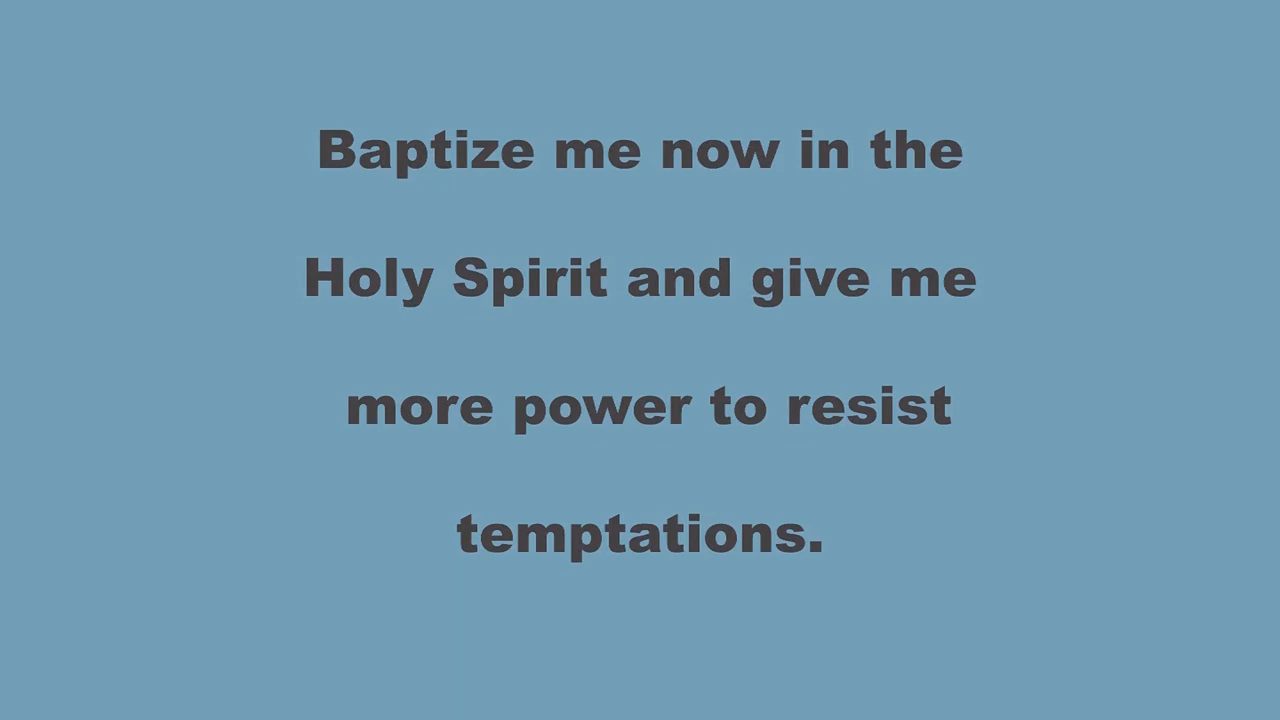 Baptize me now in the
Holy Spirit and give me
more power to resist
temptations.